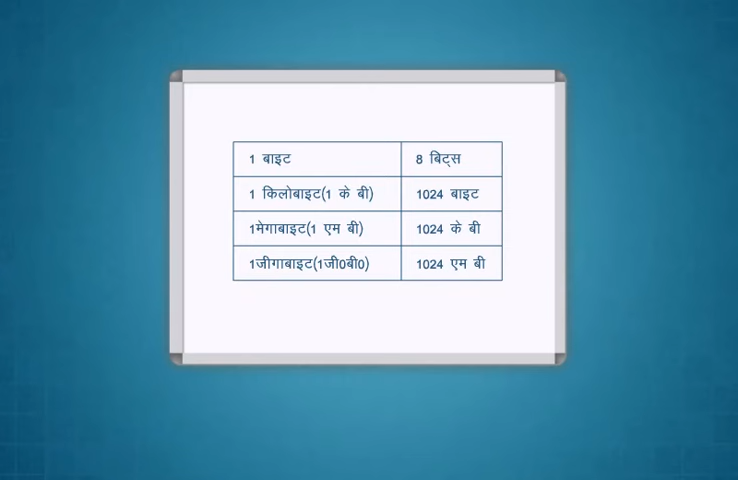 1 बाइट 8 बिट्स
1 किलोबाइट(1 के बी) 1024 बाइट
1मेगाबाइट(1 एम बी) 1024 के बी
1जीगाबाइट(1जी0बी0) 1024 एम बी